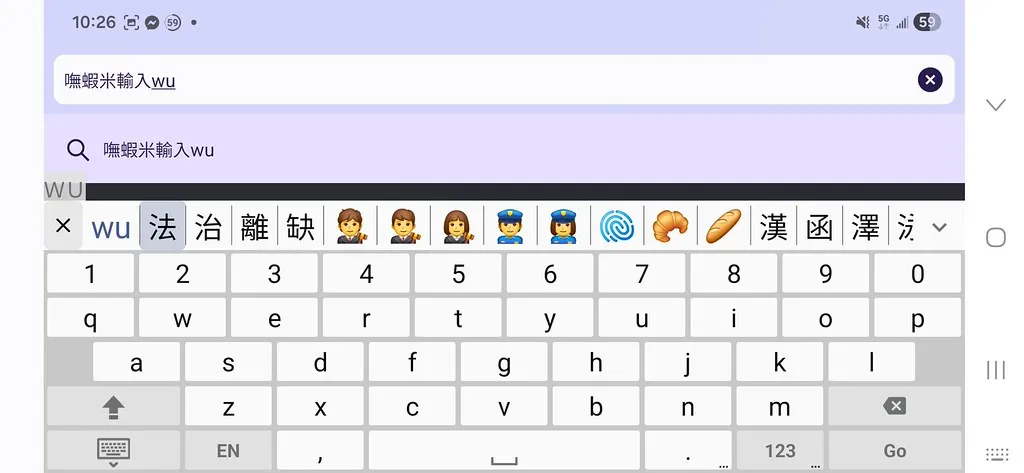 10:26 59 5G 59
嘸蝦米輸入wu
嘸蝦米輸入wu
WU
wu 法 治 離 缺 漢 函 澤
1 2 3 4 5 6 7 8 9 0
q w e r t y u i o p
a s d f g h j k l
z x c v b n m
EN , . ... 123 ... Go